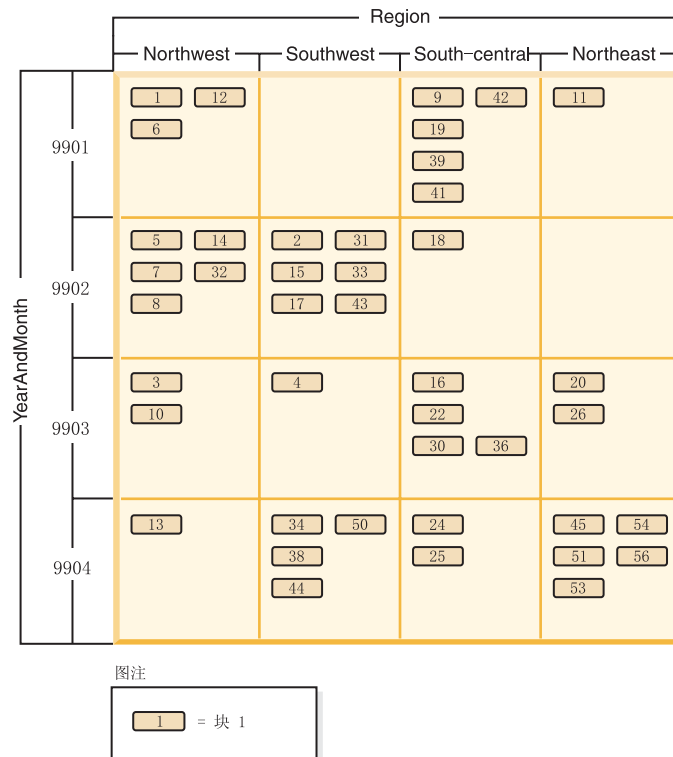 Region
Northwest Southwest South-central Northeast
YearAndMonth
9901
1 12 9 42 11
6 19
39
41
9902
5 14 2 31 18
7 32 15 33
8 17 43
9903
3 4 16 20
10 22 26
30 36
9904
13 34 50 24 45 54
38 25 51 56
44 53
图注
1 = 块 1